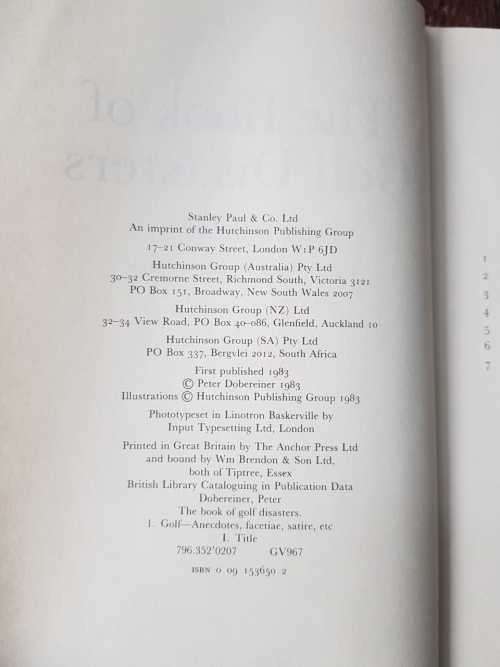 Stanley Paul & Co. Ltd
An imprint of the Hutchinson Publishing Group
17–21 Conway Street, London W1P 6JD
Hutchinson Group (Australia) Pty Ltd
30–32 Cremorne Street, Richmond South, Victoria 3121
PO Box 151, Broadway, New South Wales 2007
Hutchinson Group (NZ) Ltd
32–34 View Road, PO Box 40-086, Glenfield, Auckland 10
Hutchinson Group (SA) Pty Ltd
PO Box 337, Bergvlei 2012, South Africa
First published 1983
© Peter Dobereiner 1983
Illustrations © Hutchinson Publishing Group 1983
Phototypeset in Linotron Baskerville by
Input Typesetting Ltd, London
Printed in Great Britain by The Anchor Press Ltd
and bound by Wm Brendon & Son Ltd,
both of Tiptree, Essex
British Library Cataloguing in Publication Data
Dobereiner, Peter
The book of golf disasters.
1. Golf—Anecdotes, facetiae, satire, etc
I. Title
796.352'0207 GV967
ISBN 0 09 153650 2
1
2
3
4
5
6
7